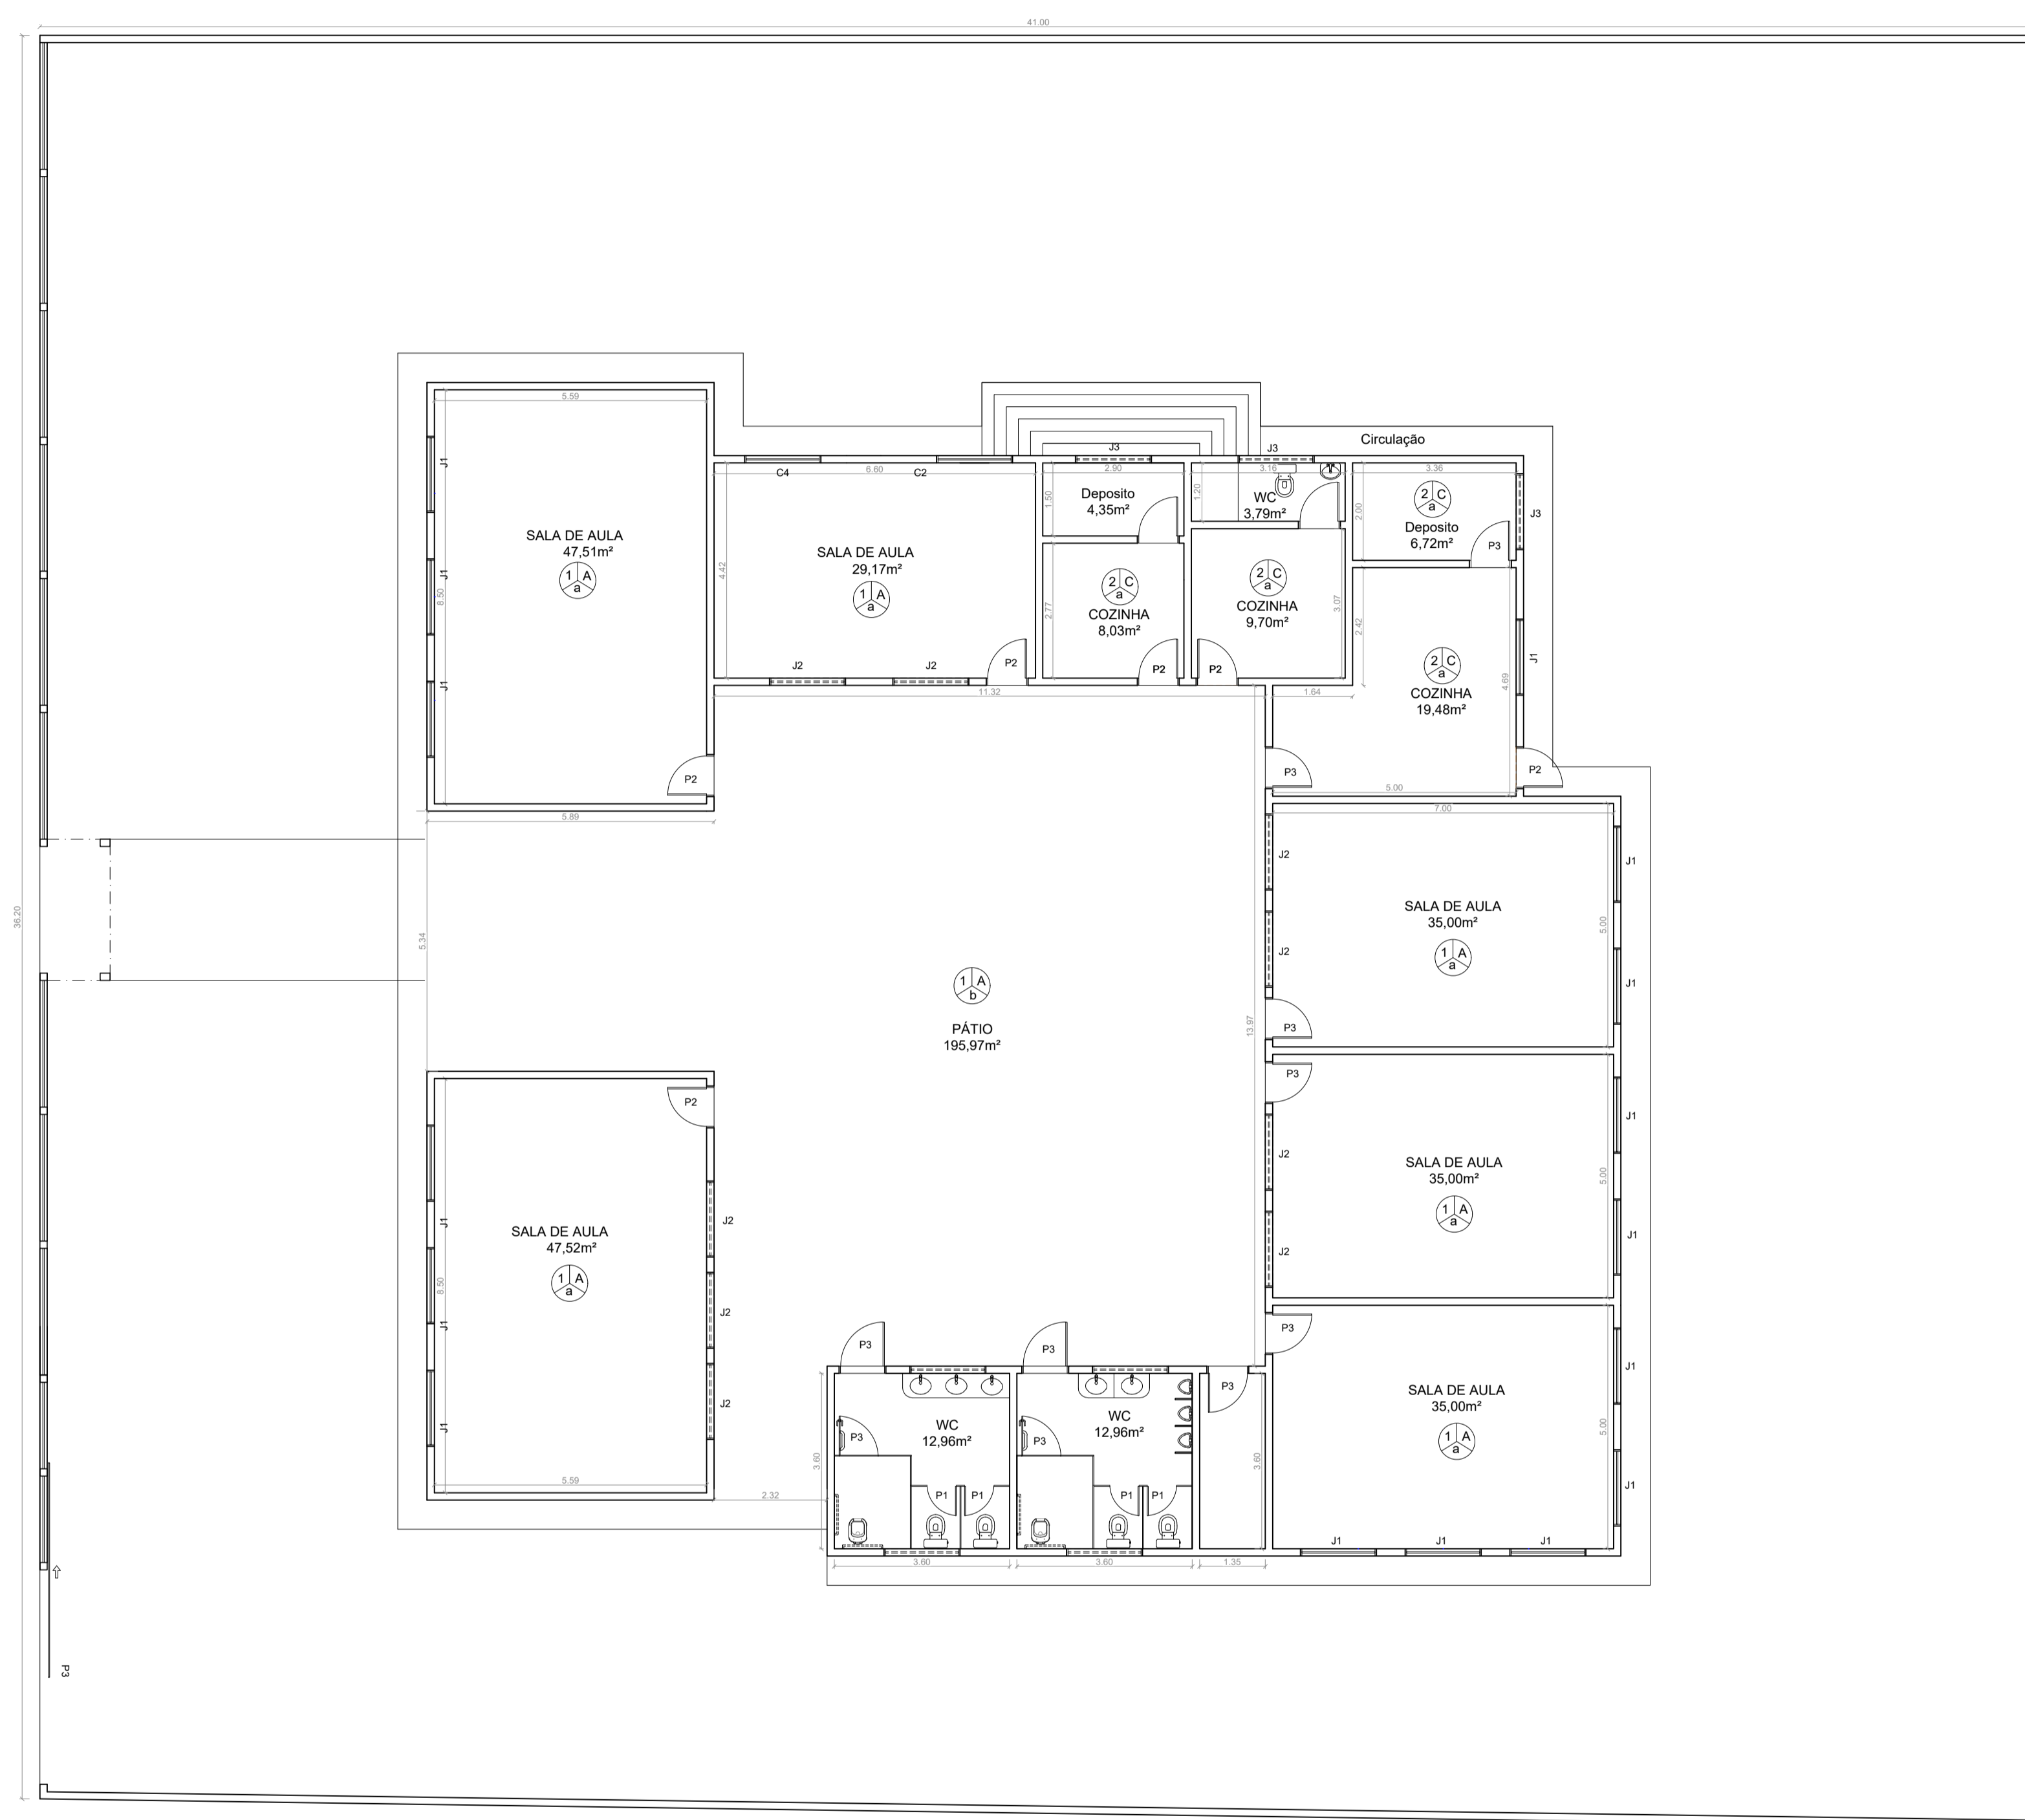 41.00
36.20
5.59
Circulação
J3
J3
C4
6.60
C2
2.90
3.16
3.36
J1
1.50
Deposito
4,35m²
1.20
WC
3,79m²
2.00
2 C
a
Deposito
6,72m²
J3
P3
SALA DE AULA
47,51m²
1 A
a
J1
8.50
J1
SALA DE AULA
29,17m²
1 A
a
4.42
2.77
2 C
a
COZINHA
8,03m²
2 C
a
COZINHA
9,70m²
3.07
2.42
2 C
a
COZINHA
19,48m²
4.69
J1
J2
J2
P2
P2
P2
11.32
1.64
P2
P3
P2
5.00
7.00
5.89
J2
J1
SALA DE AULA
35,00m²
1 A
a
5.00
5.34
J2
J1
1 A
b
PÁTIO
195,97m²
13.97
P3
P3
P2
J1
J2
SALA DE AULA
35,00m²
1 A
a
5.00
J2
J1
SALA DE AULA
47,52m²
1 A
a
J1
8.50
J1
J1
J2
J2
J2
5.59
2.32
P3
P3
P3
P3
J1
SALA DE AULA
35,00m²
1 A
a
5.00
J1
WC
12,96m²
P3
P1
P1
3.60
WC
12,96m²
P3
P1
P1
3.60
J1
J1
J1
3.60
3.60
1.35
P3